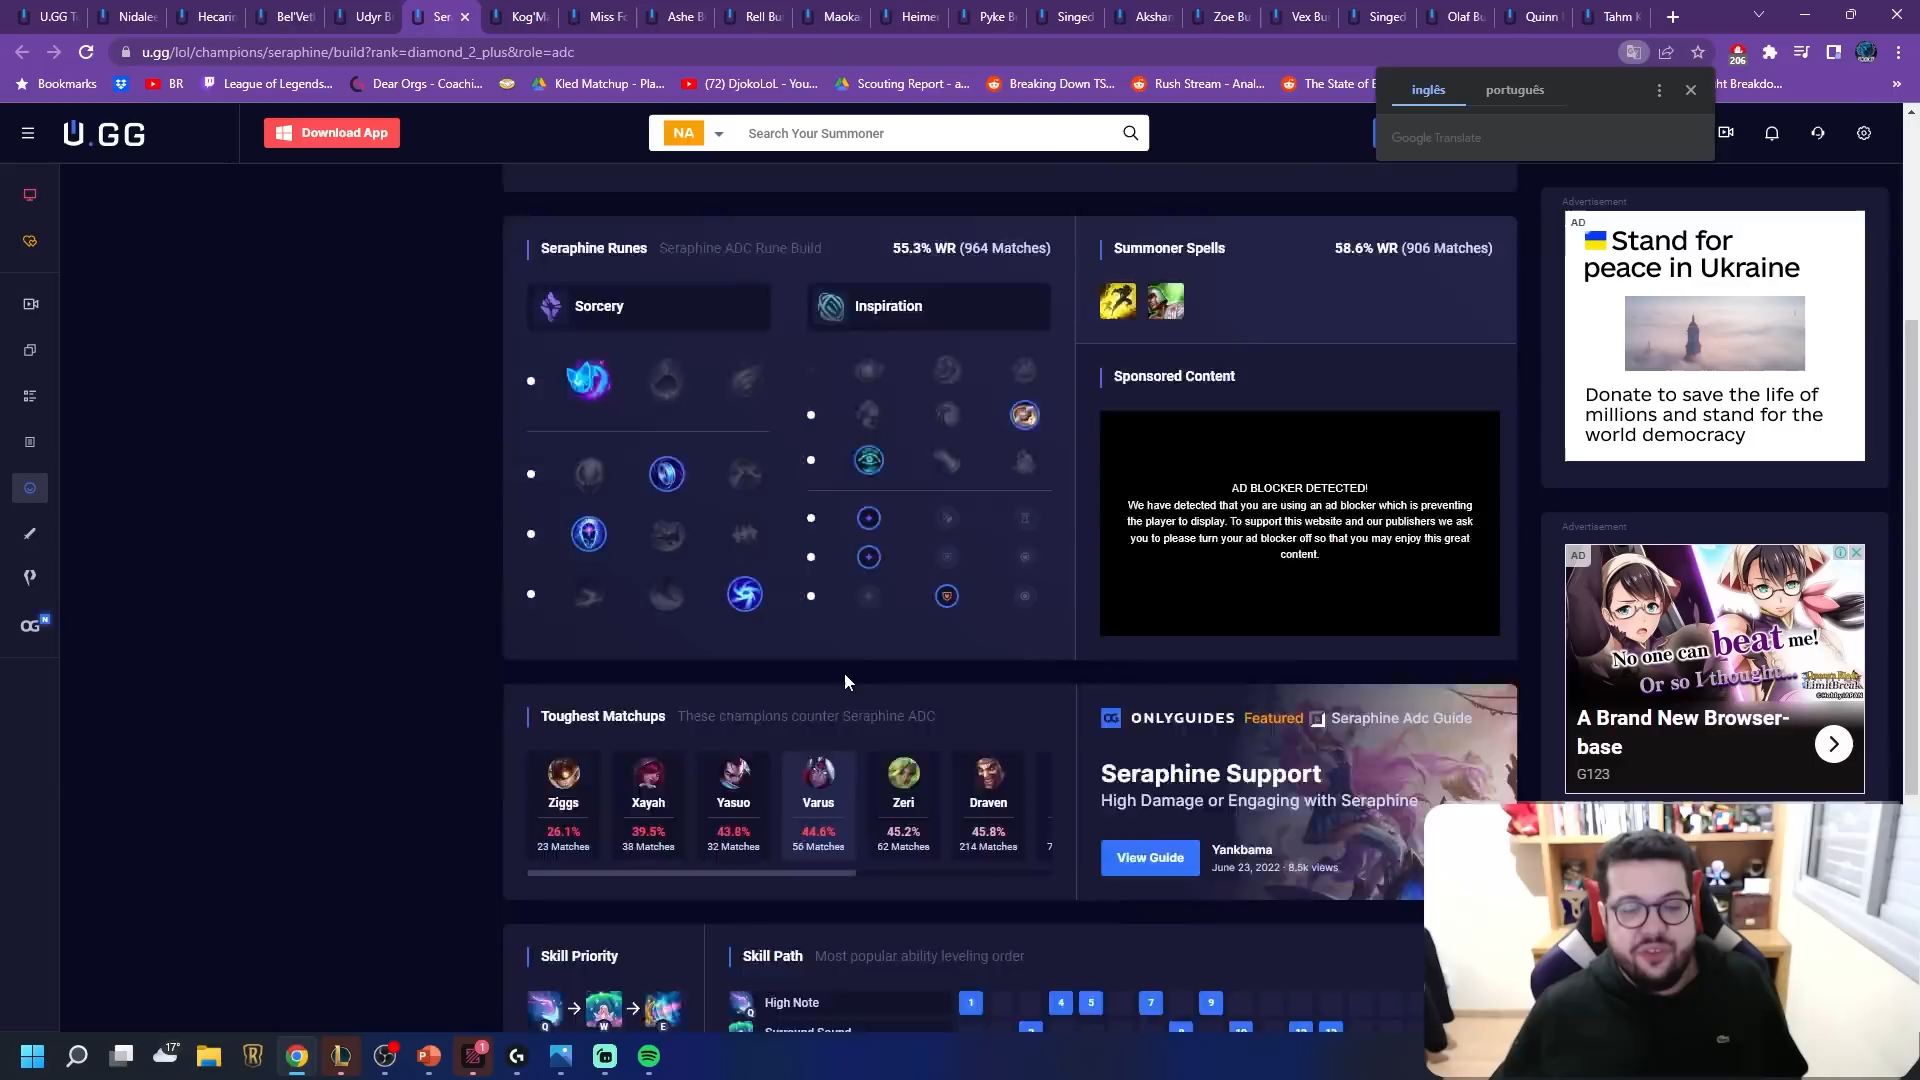 U.GG T
Nidale
Hecari
Bel'Vet
Udyr B
Ser
Kog'M
Miss F
Ashe B
Rell Bu
Maoka
Heimer
Pyke B
Singed
Akshan
Zoe Bu
Vex Bui
Singed
Olaf Bu
Quinn
Tahm K
u.gg/lol/champions/seraphine/build?rank=diamond_2_plus&role=adc
206
Bookmarks
BR
League of Legends...
Dear Orgs - Coachi...
Kled Matchup - Pla...
(72) DjokoLoL - You...
Scouting Report - a...
Breaking Down TS...
Rush Stream - Anal...
The State of E
ht Breakdo...
inglês
português
Google Translate
U.GG
Download App
NA
Search Your Summoner
Seraphine Runes
Seraphine ADC Rune Build
55.3% WR (964 Matches)
Sorcery
Inspiration
Summoner Spells
58.6% WR (906 Matches)
Sponsored Content
AD BLOCKER DETECTED!
We have detected that you are using an ad blocker which is preventing
the player to display. To support this website and our publishers we ask
you to please turn your ad blocker off so that you may enjoy this great
content.
Advertisement
AD
Stand for
peace in Ukraine
Donate to save the life of
millions and stand for the
world democracy
Advertisement
AD
No one can beat me!
Or so I thought...
A Brand New Browser-
base
G123
OG N
Toughest Matchups
These champions counter Seraphine ADC
Ziggs
26.1%
23 Matches
Xayah
39.5%
38 Matches
Yasuo
43.8%
32 Matches
Varus
44.6%
56 Matches
Zeri
45.2%
62 Matches
Draven
45.8%
214 Matches
7
OG ONLYGUIDES Featured Seraphine Adc Guide
Seraphine Support
High Damage or Engaging with Seraphine
View Guide
Yankbama
June 23, 2022 · 8.5k views
Skill Priority
Q
W
E
Skill Path
Most popular ability leveling order
Q
High Note
1
4
5
7
9
Surround Sound
17°
1